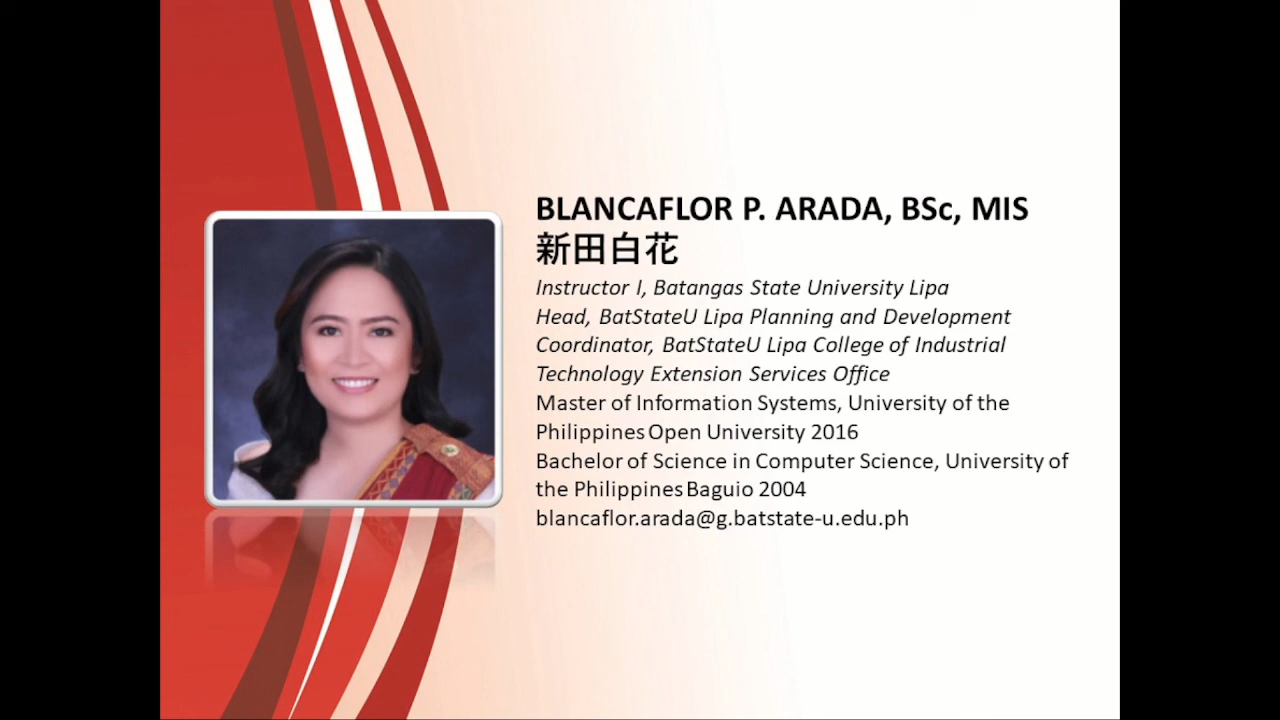 BLANCAFLOR P. ARADA, BSc, MIS
新田白花
Instructor I, Batangas State University Lipa
Head, BatStateU Lipa Planning and Development
Coordinator, BatStateU Lipa College of Industrial
Technology Extension Services Office
Master of Information Systems, University of the
Philippines Open University 2016
Bachelor of Science in Computer Science, University of
the Philippines Baguio 2004
blancaflor.arada@g.batstate-u.edu.ph